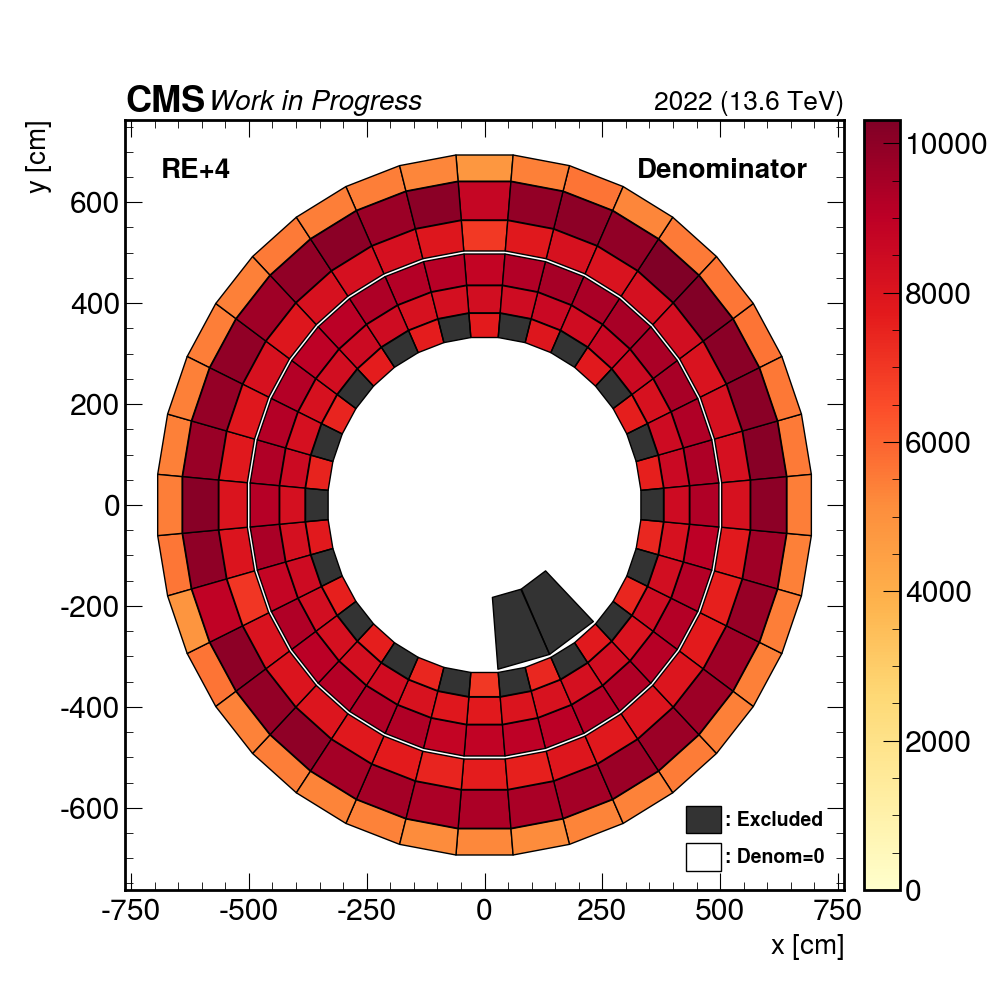 CMS Work in Progress 2022 (13.6 TeV)
RE+4 Denominator
y [cm]
600
400
200
0
-200
-400
-600
-750 -500 -250 0 250 500 750
x [cm]
: Excluded
: Denom=0
10000
8000
6000
4000
2000
0